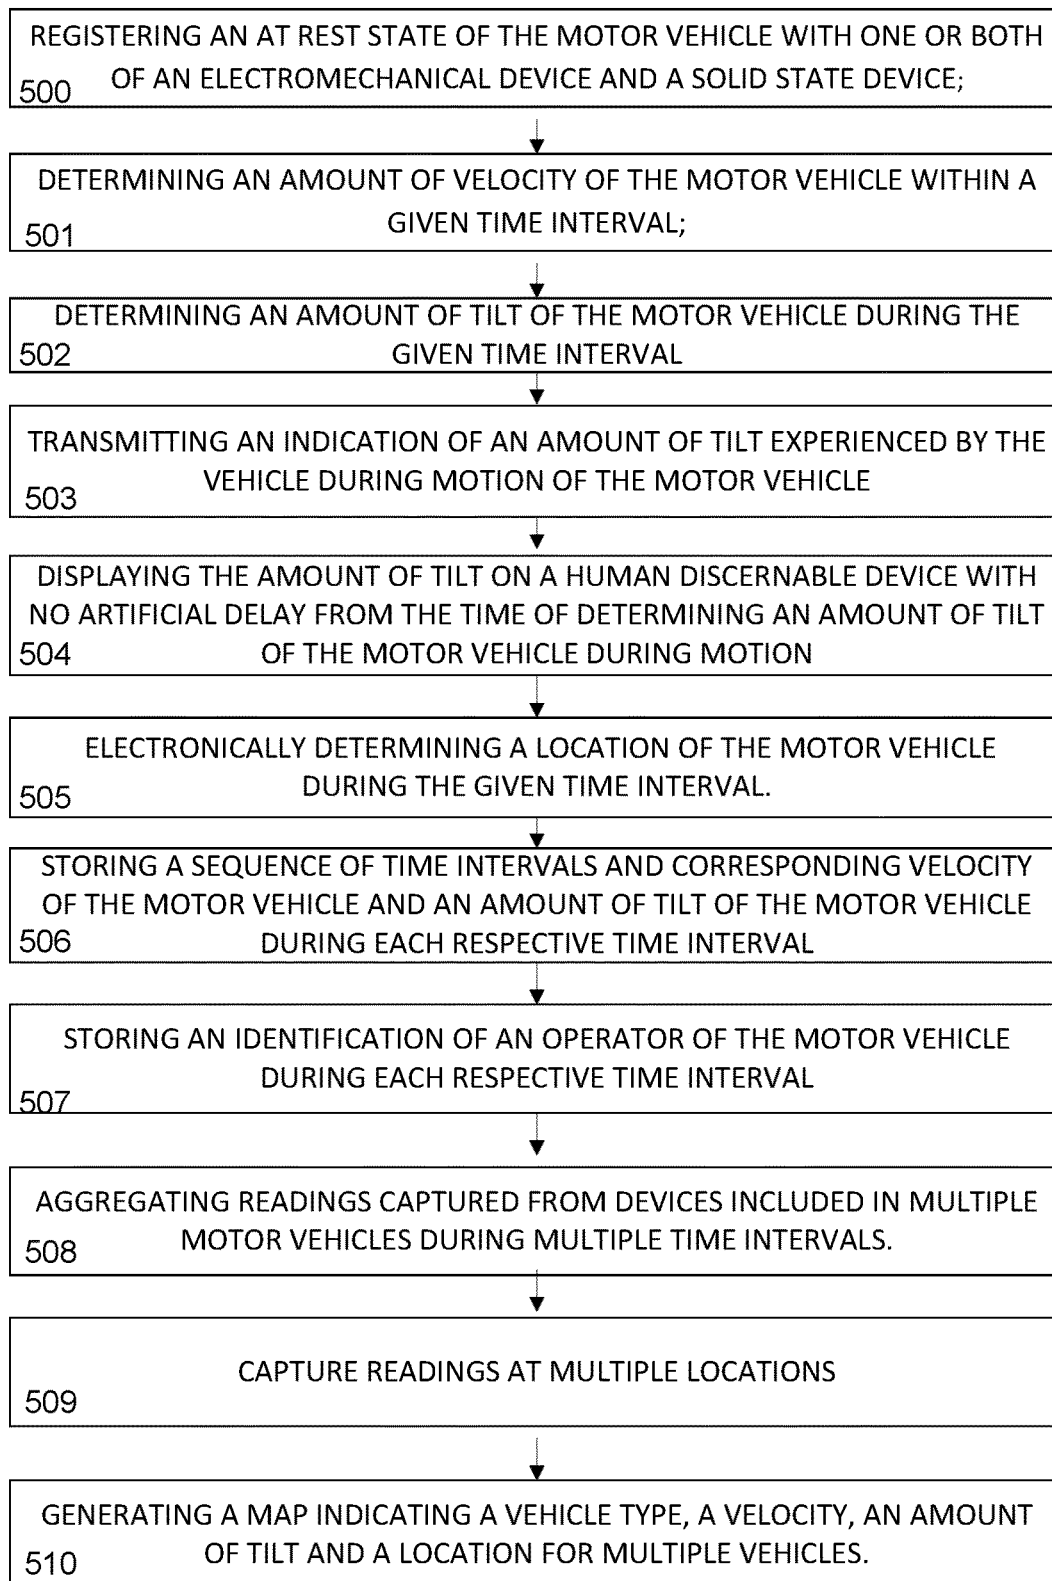 REGISTERING AN AT REST STATE OF THE MOTOR VEHICLE WITH ONE OR BOTH
OF AN ELECTROMECHANICAL DEVICE AND A SOLID STATE DEVICE;
500
DETERMINING AN AMOUNT OF VELOCITY OF THE MOTOR VEHICLE WITHIN A
GIVEN TIME INTERVAL;
501
DETERMINING AN AMOUNT OF TILT OF THE MOTOR VEHICLE DURING THE
GIVEN TIME INTERVAL
502
TRANSMITTING AN INDICATION OF AN AMOUNT OF TILT EXPERIENCED BY THE
VEHICLE DURING MOTION OF THE MOTOR VEHICLE
503
DISPLAYING THE AMOUNT OF TILT ON A HUMAN DISCERNABLE DEVICE WITH
NO ARTIFICIAL DELAY FROM THE TIME OF DETERMINING AN AMOUNT OF TILT
OF THE MOTOR VEHICLE DURING MOTION
504
ELECTRONICALLY DETERMINING A LOCATION OF THE MOTOR VEHICLE
DURING THE GIVEN TIME INTERVAL.
505
STORING A SEQUENCE OF TIME INTERVALS AND CORRESPONDING VELOCITY
OF THE MOTOR VEHICLE AND AN AMOUNT OF TILT OF THE MOTOR VEHICLE
DURING EACH RESPECTIVE TIME INTERVAL
506
STORING AN IDENTIFICATION OF AN OPERATOR OF THE MOTOR VEHICLE
DURING EACH RESPECTIVE TIME INTERVAL
507
AGGREGATING READINGS CAPTURED FROM DEVICES INCLUDED IN MULTIPLE
MOTOR VEHICLES DURING MULTIPLE TIME INTERVALS.
508
CAPTURE READINGS AT MULTIPLE LOCATIONS
509
GENERATING A MAP INDICATING A VEHICLE TYPE, A VELOCITY, AN AMOUNT
OF TILT AND A LOCATION FOR MULTIPLE VEHICLES.
510